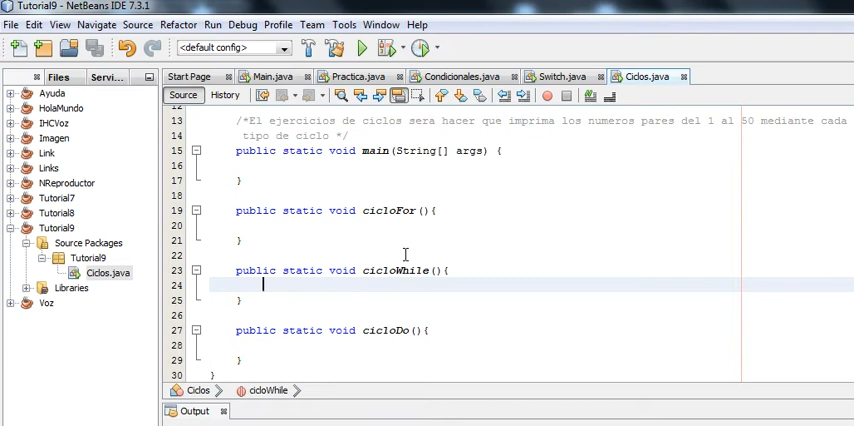 Tutorial9 - NetBeans IDE 7.3.1
File Edit View Navigate Source Refactor Run Debug Profile Team Tools Window Help
<default config>
Files Servi... Start Page Main.java Practica.java Condicionales.java Switch.java Ciclos.java
Source History
Ayuda
HolaMundo
IHCVoz
Imagen
Link
Links
NReproductor
Tutorial7
Tutorial8
Tutorial9
Source Packages
Tutorial9
Ciclos.java
Libraries
Voz
12
13 /*El ejercicios de ciclos sera hacer que imprima los numeros pares del 1 al 50 mediante cada
14 tipo de ciclo */
15 public static void main(String[] args) {
16
17 }
18
19 public static void cicloFor(){
20
21 }
22
23 public static void cicloWhile(){
24
25 }
26
27 public static void cicloDo(){
28
29 }
30 }
Ciclos cicloWhile
Output